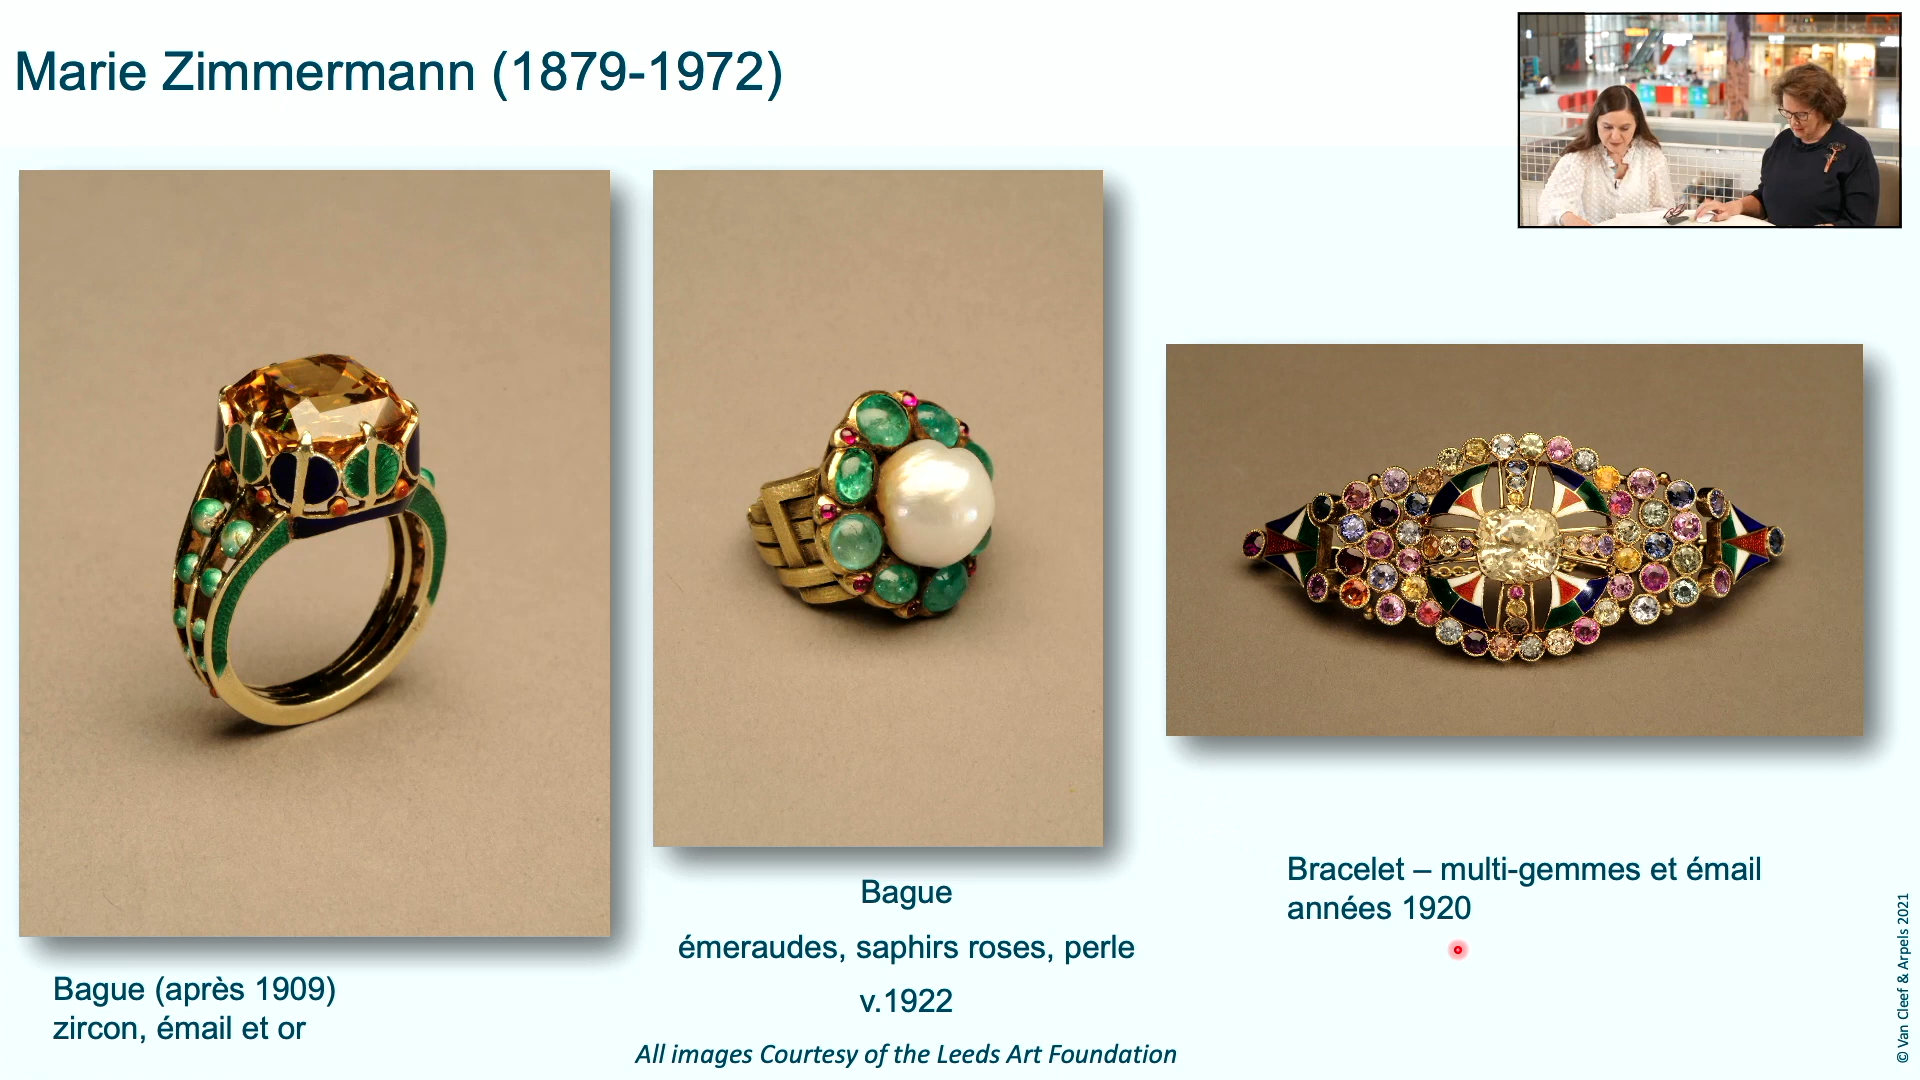 Marie Zimmermann (1879-1972)
Bague (après 1909)
zircon, émail et or
Bague
émeraudes, saphirs roses, perle
v.1922
Bracelet – multi-gemmes et émail
années 1920
All images Courtesy of the Leeds Art Foundation
© Van Cleef & Arpels 2021